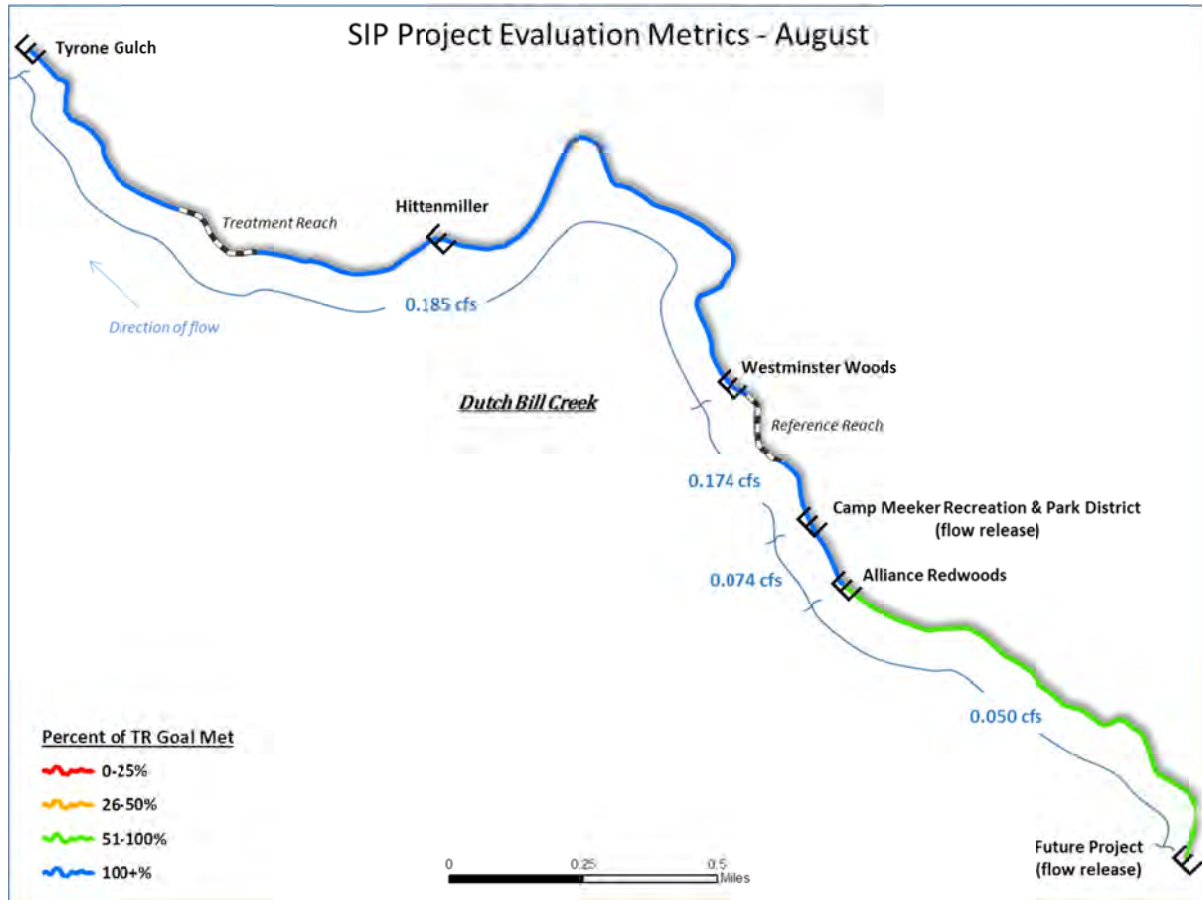 SIP Project Evaluation Metrics - August
Tyrone Gulch
Treatment Reach
Hittenmiller
0.185 cfs
Direction of flow
Westminster Woods
Dutch Bill Creek
Reference Reach
0.174 cfs
Camp Meeker Recreation & Park District
(flow release)
Alliance Redwoods
0.074 cfs
0.050 cfs
Percent of TR Goal Met
0-25%
26-50%
51-100%
100+%
Future Project
(flow release)
0
0.25
0.5
Miles